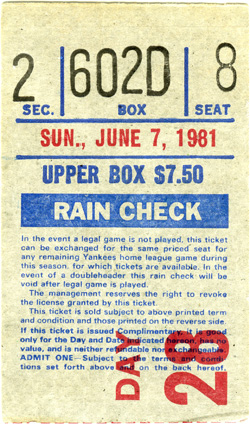 2 602D 8
SEC. BOX SEAT
SUN., JUNE 7, 1981
UPPER BOX $7.50
RAIN CHECK
In the event a legal game is not played, this ticket
can be exchanged for the same priced seat for
any remaining Yankees home league game during
this season, for which tickets are available. In the
event of a doubleheader this rain check will be
void after legal game is played.
The management reserves the right to revoke
the license granted by this ticket.
This ticket is sold subject to above printed term
and condition and those printed on the reverse side.
If this ticket is issued Complimentary, it is good
only for the Day and Date indicated hereon, has no
value, and is neither refundable nor exchangeable.
ADMIT ONE—Subject to the terms and condi-
tions set forth above and on the back hereof.
DAY
28